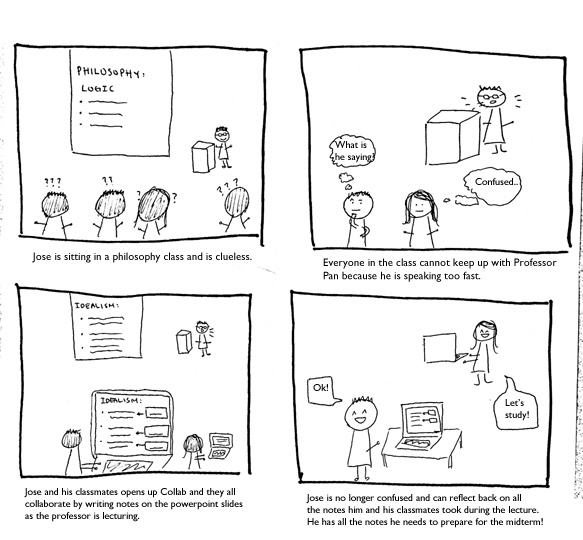 PHILOSOPHY:
LOGIC
???
??
?
?
???
Jose is sitting in a philosophy class and is clueless.
What is
he saying?
Confused..
Everyone in the class cannot keep up with Professor
Pan because he is speaking too fast.
IDEALISM:
IDEALISM:
Jose and his classmates opens up Collab and they all
collaborate by writing notes on the powerpoint slides
as the professor is lecturing.
Ok!
Let's
study!
Jose is no longer confused and can reflect back on all
the notes him and his classmates took during the lecture.
He has all the notes he needs to prepare for the midterm!